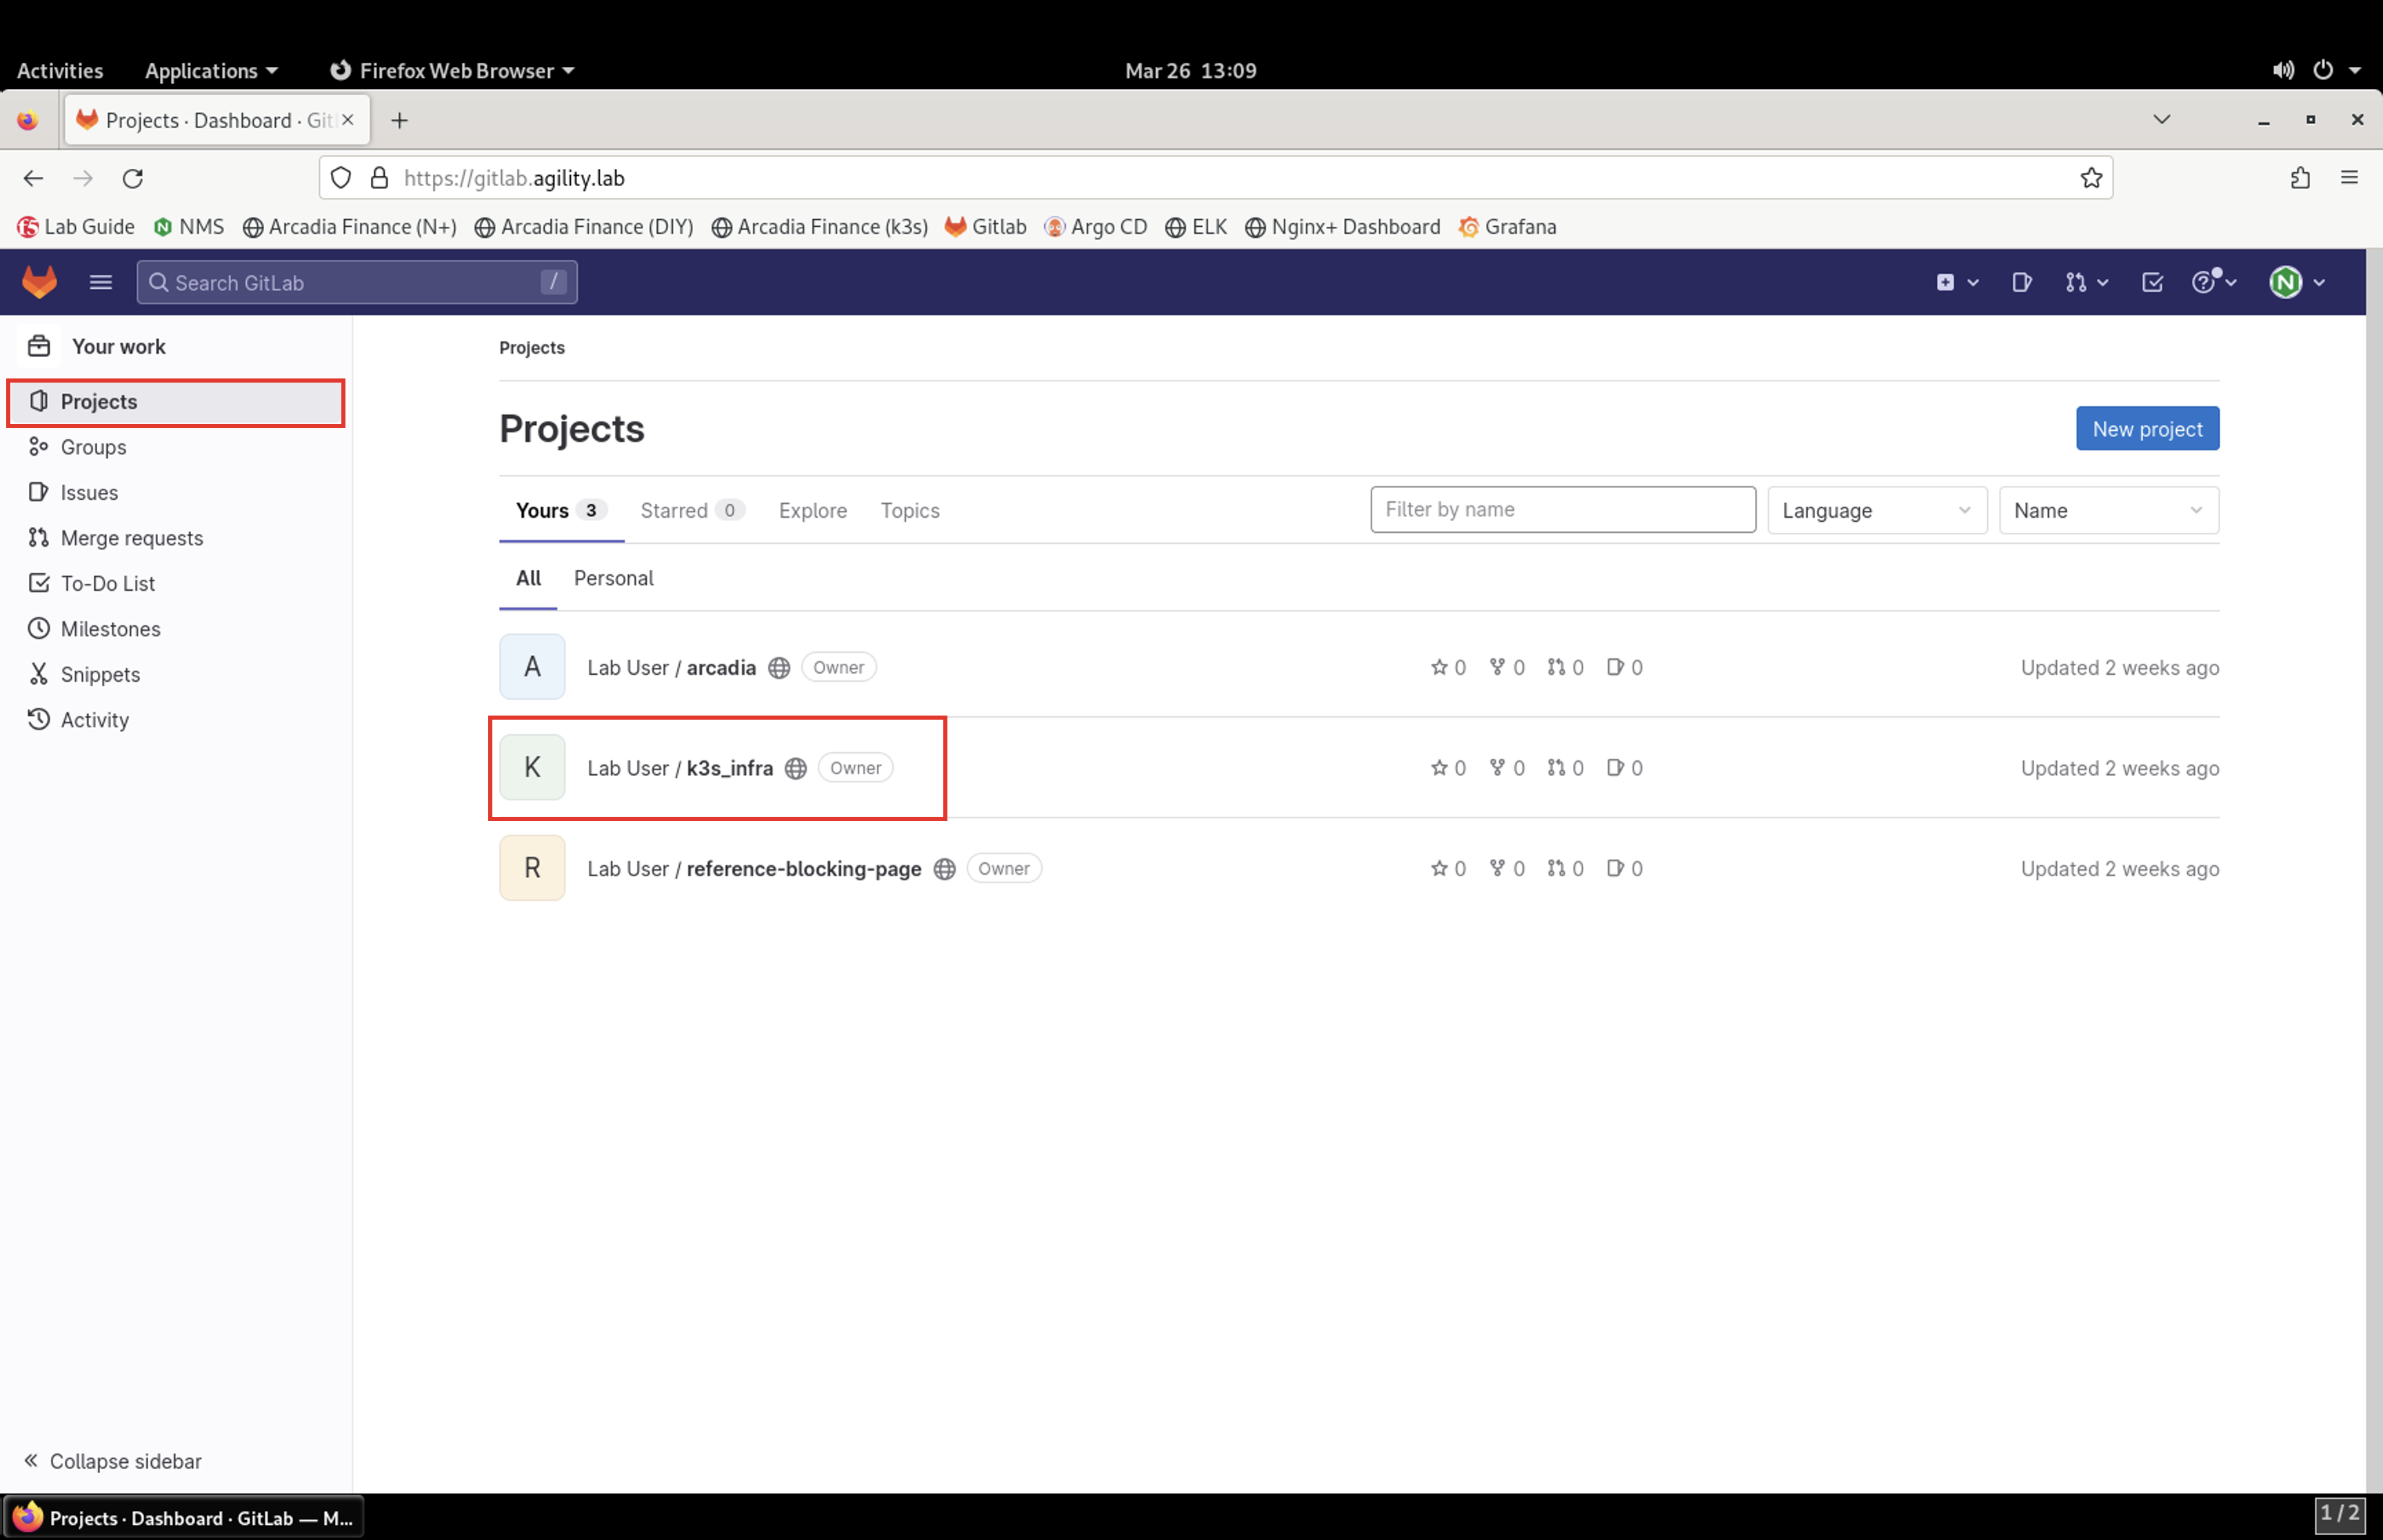 Activities Applications Firefox Web Browser Mar 26 13:09
Projects · Dashboard · Git
https://gitlab.agility.lab
Lab Guide NMS Arcadia Finance (N+) Arcadia Finance (DIY) Arcadia Finance (k3s) Gitlab Argo CD ELK Nginx+ Dashboard Grafana
Search GitLab /
Your work
Projects
Groups
Issues
Merge requests
To-Do List
Milestones
Snippets
Activity
Collapse sidebar
Projects
Projects New project
Yours 3 Starred 0 Explore Topics Filter by name Language Name
All Personal
A Lab User / arcadia Owner 0 0 0 0 Updated 2 weeks ago
K Lab User / k3s_infra Owner 0 0 0 0 Updated 2 weeks ago
R Lab User / reference-blocking-page Owner 0 0 0 0 Updated 2 weeks ago
Projects · Dashboard · GitLab — M... 1 / 2